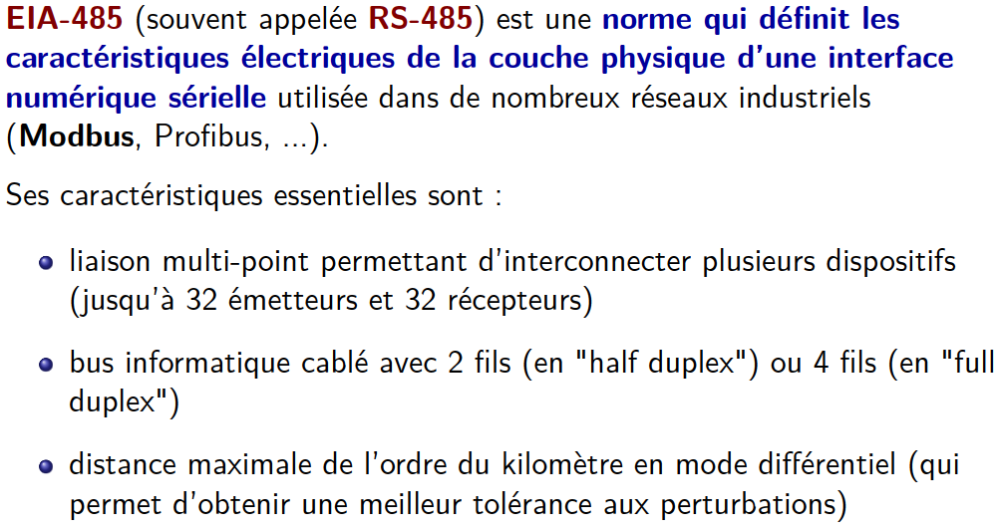 EIA-485 (souvent appelée RS-485) est une norme qui définit les
caractéristiques électriques de la couche physique d'une interface
numérique sérielle utilisée dans de nombreux réseaux industriels
(Modbus, Profibus, ...).
Ses caractéristiques essentielles sont :
liaison multi-point permettant d'interconnecter plusieurs dispositifs
(jusqu'à 32 émetteurs et 32 récepteurs)
bus informatique cablé avec 2 fils (en "half duplex") ou 4 fils (en "full
duplex")
distance maximale de l'ordre du kilomètre en mode différentiel (qui
permet d'obtenir une meilleur tolérance aux perturbations)